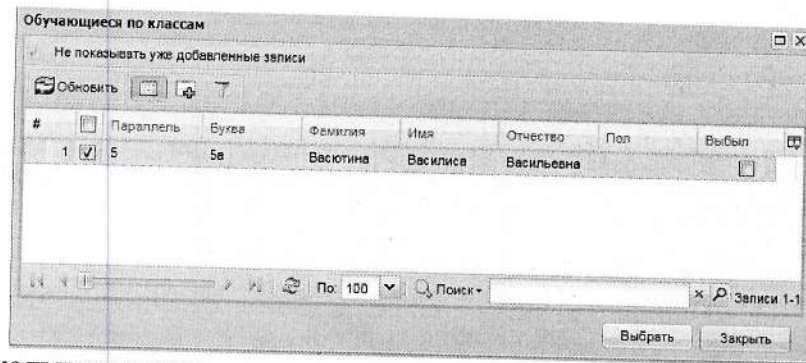 Обучающиеся по классам
Не показывать уже добавленные записи
Обновить
# Параллель Буква Фамилия Имя Отчество Пол Выбыл
1 5 5в Васютина Василиса Васильевна
По: 100 Поиск Записи 1-1
Выбрать Закрыть